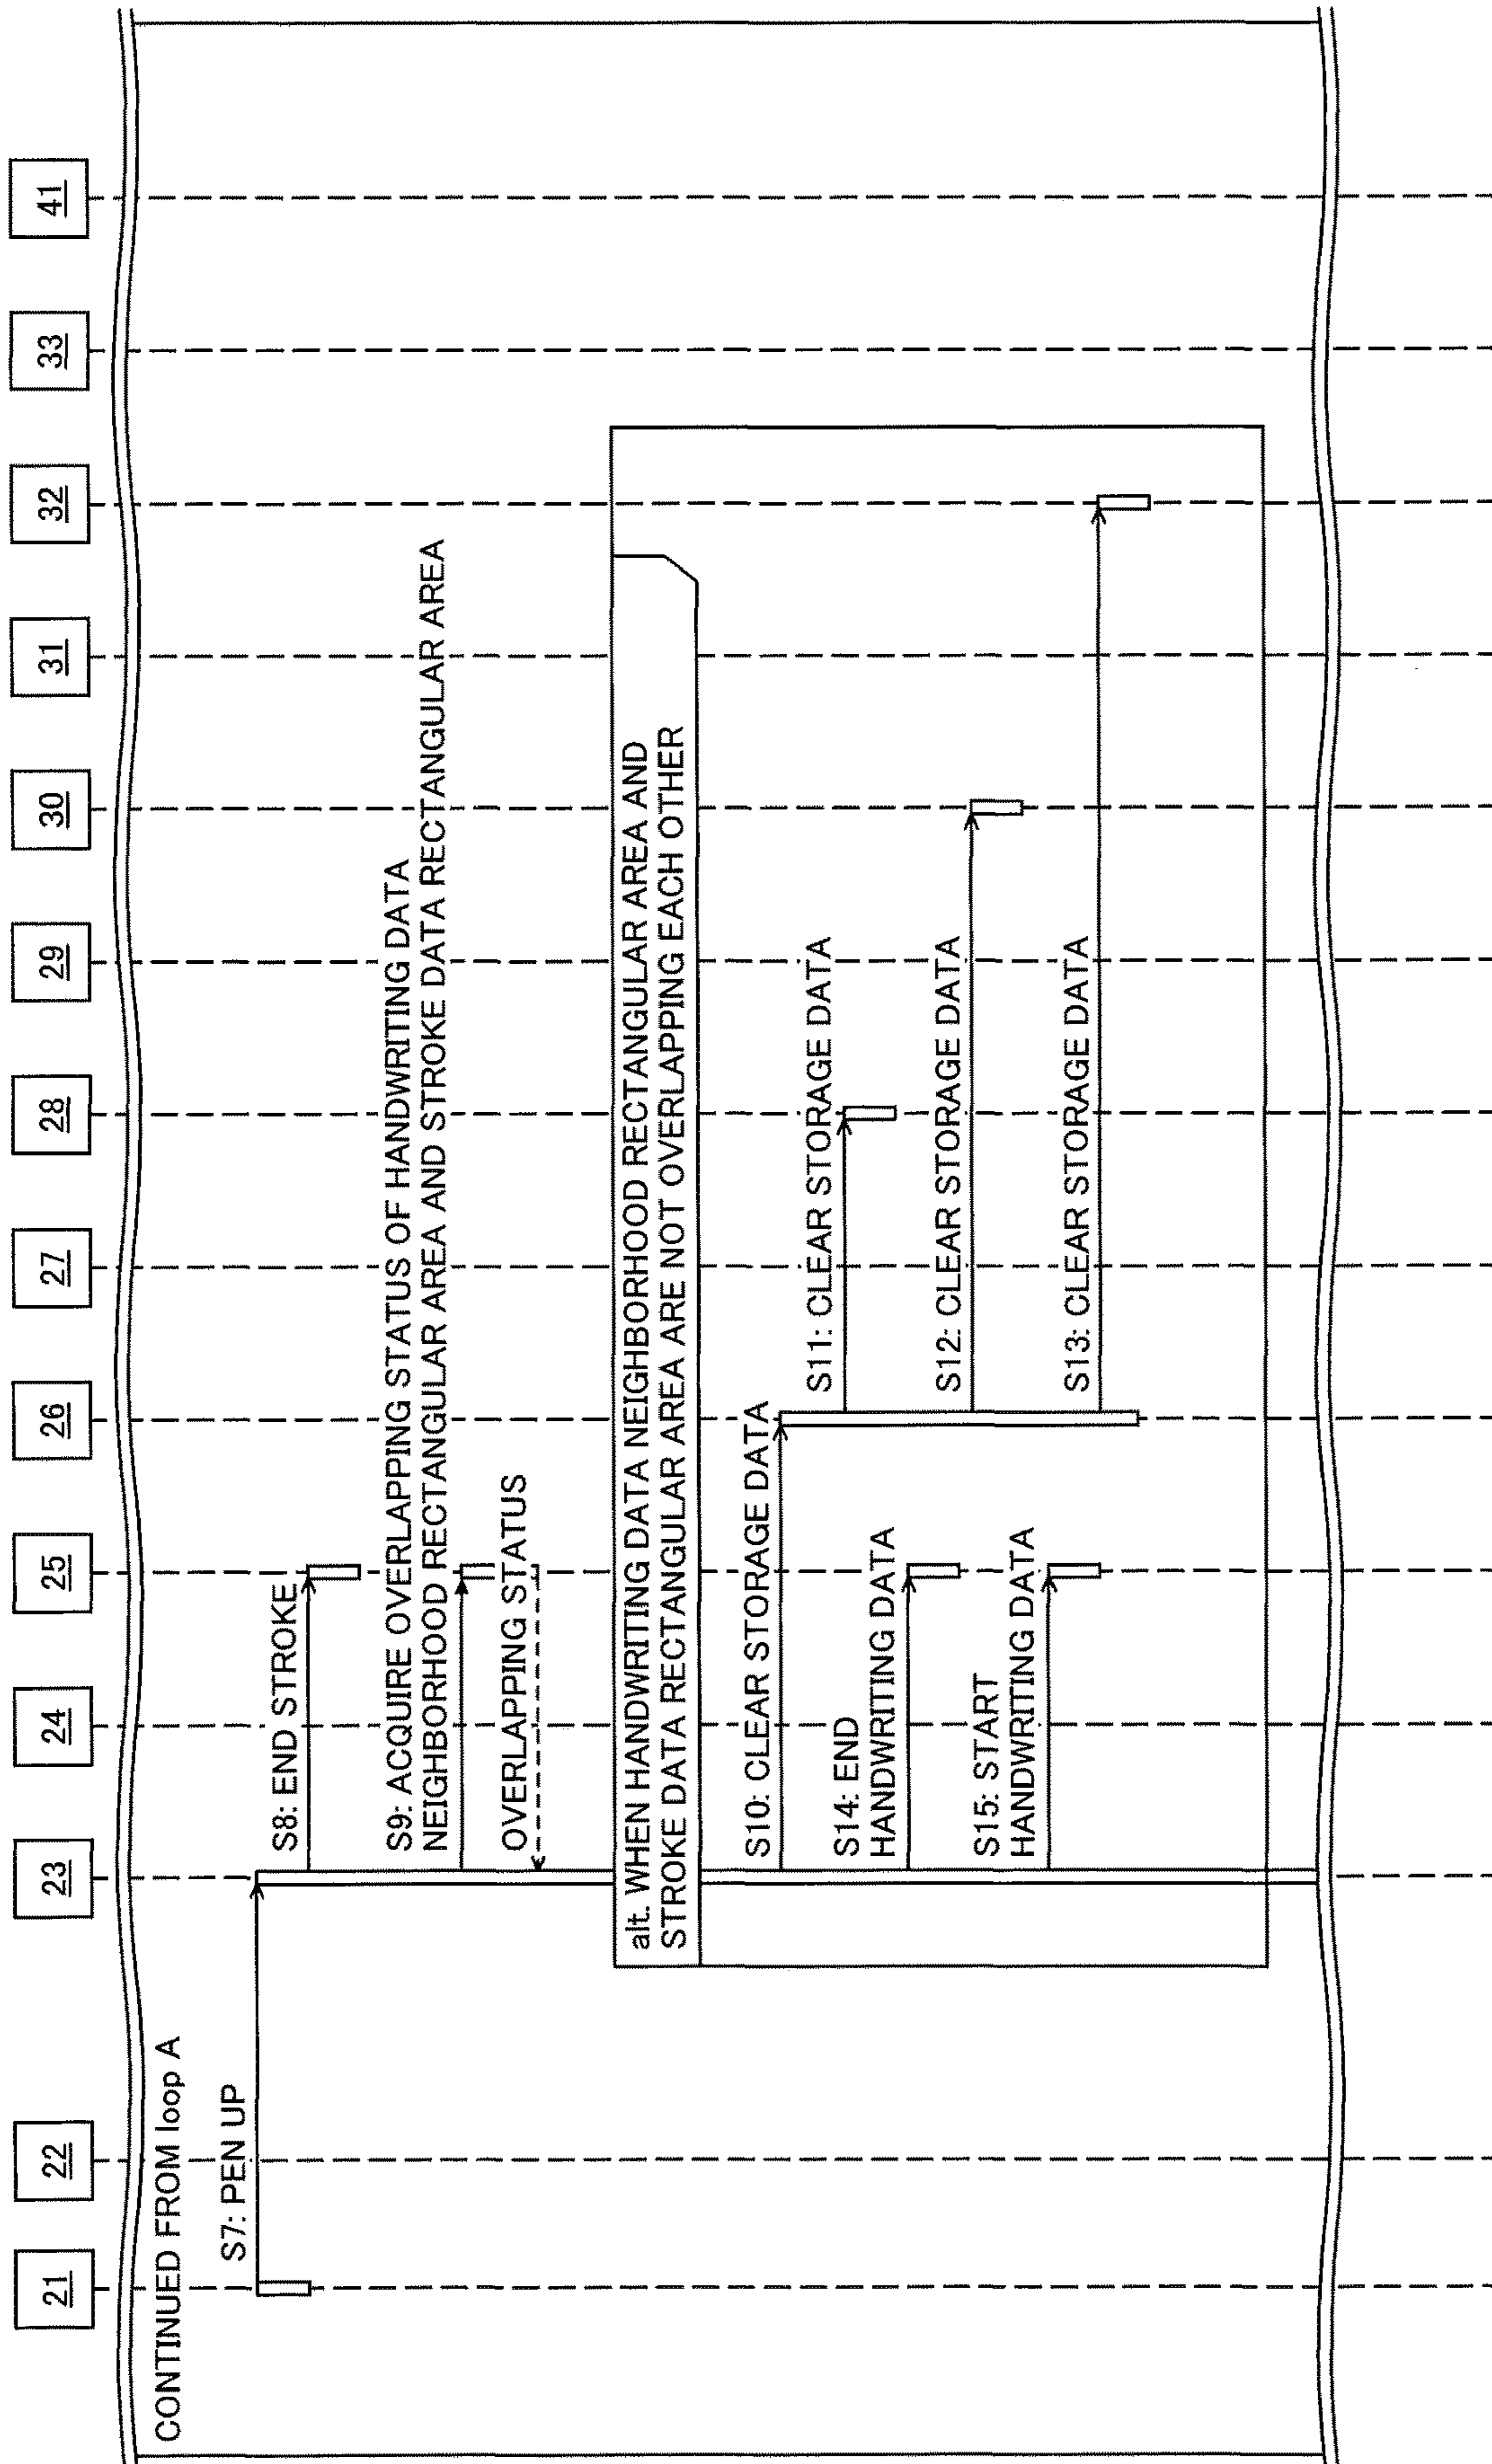 21
22
23
24
25
26
27
28
29
30
31
32
33
41
CONTINUED FROM loop A
S7: PEN UP
S8: END STROKE
S9: ACQUIRE OVERLAPPING STATUS OF HANDWRITING DATA
NEIGHBORHOOD RECTANGULAR AREA AND STROKE DATA RECTANGULAR AREA
OVERLAPPING STATUS
alt. WHEN HANDWRITING DATA NEIGHBORHOOD RECTANGULAR AREA AND
STROKE DATA RECTANGULAR AREA ARE NOT OVERLAPPING EACH OTHER
S10: CLEAR STORAGE DATA
S11: CLEAR STORAGE DATA
S14: END
HANDWRITING DATA
S12: CLEAR STORAGE DATA
S15: START
HANDWRITING DATA
S13: CLEAR STORAGE DATA